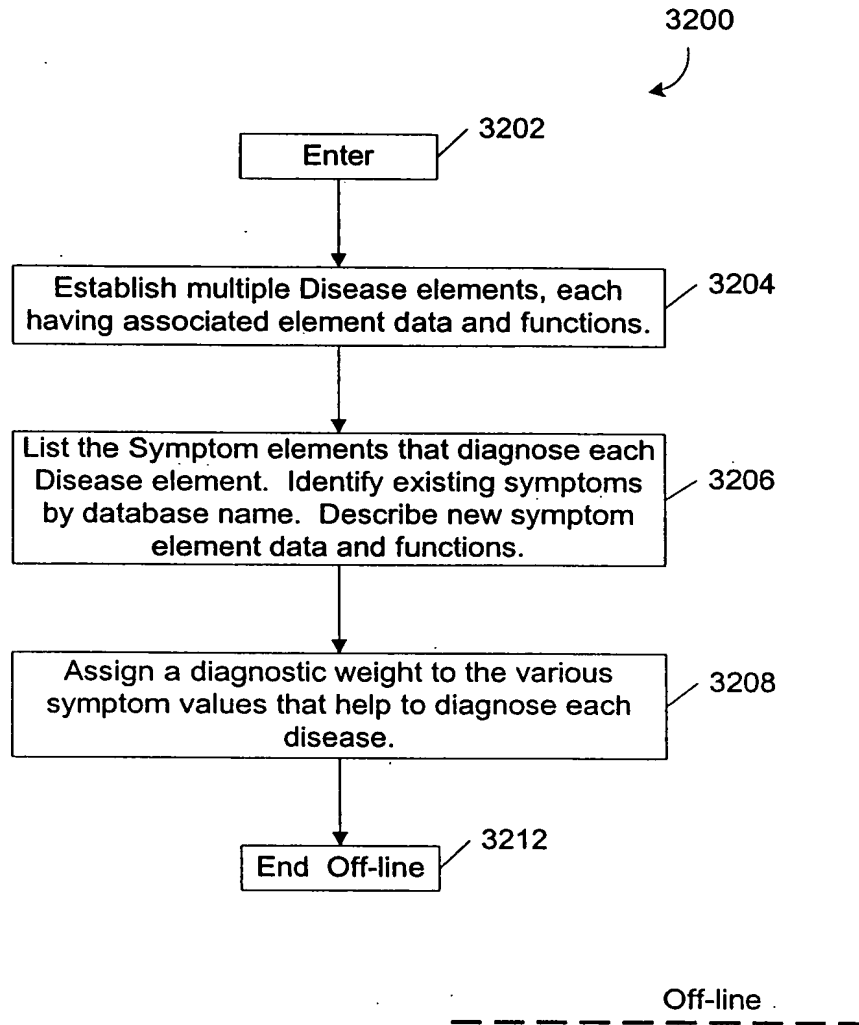 3200
Enter
3202
Establish multiple Disease elements, each
having associated element data and functions.
3204
List the Symptom elements that diagnose each
Disease element. Identify existing symptoms
by database name. Describe new symptom
element data and functions.
3206
Assign a diagnostic weight to the various
symptom values that help to diagnose each
disease.
3208
End Off-line
3212
Off-line